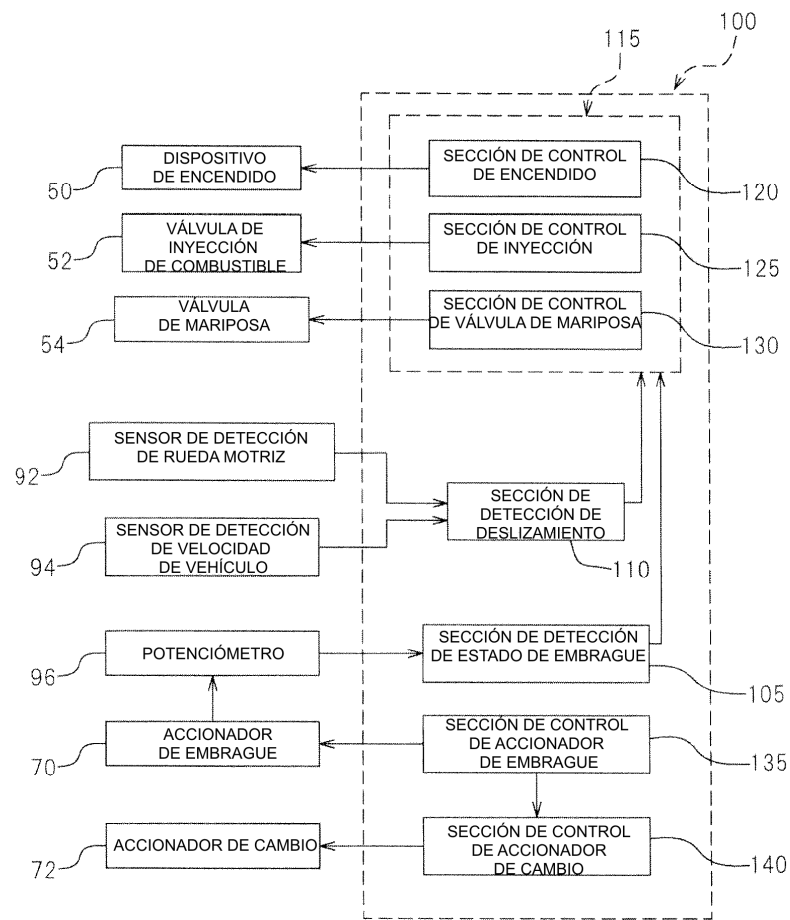 100
115
DISPOSITIVO
DE ENCENDIDO
50
SECCIÓN DE CONTROL
DE ENCENDIDO
120
VÁLVULA DE
INYECCIÓN
DE COMBUSTIBLE
52
SECCIÓN DE CONTROL
DE INYECCIÓN
125
VÁLVULA
DE MARIPOSA
54
SECCIÓN DE CONTROL
DE VÁLVULA DE MARIPOSA
130
SENSOR DE DETECCIÓN
DE RUEDA MOTRIZ
92
SECCIÓN DE
DETECCIÓN DE
DESLIZAMIENTO
110
SENSOR DE DETECCIÓN
DE VELOCIDAD
DE VEHÍCULO
94
POTENCIÓMETRO
96
SECCIÓN DE DETECCIÓN
DE ESTADO DE EMBRAGUE
105
ACCIONADOR
DE EMBRAGUE
70
SECCIÓN DE CONTROL
DE ACCIONADOR
DE EMBRAGUE
135
ACCIONADOR DE CAMBIO
72
SECCIÓN DE CONTROL
DE ACCIONADOR
DE CAMBIO
140